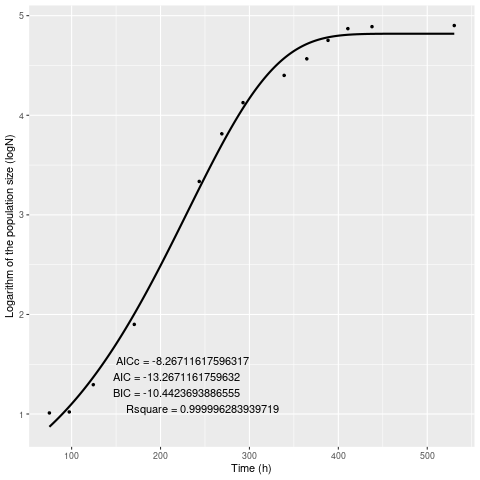 5
4
3
2
1
Logarithm of the population size (logN)
AICc = -8.26711617596317
AIC = -13.2671161759632
BIC = -10.4423693886555
Rsquare = 0.999996283939719
100 200 300 400 500
Time (h)